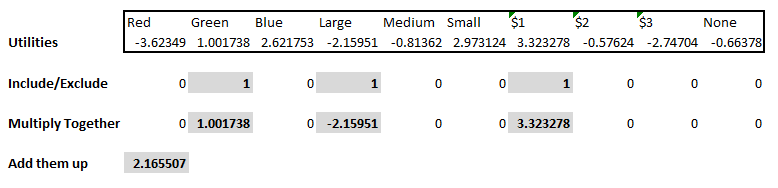 Red Green Blue Large Medium Small $1 $2 $3 None
Utilities -3.62349 1.001738 2.621753 -2.15951 -0.81362 2.973124 3.323278 -0.57624 -2.74704 -0.66378
Include/Exclude 0 1 0 1 0 0 1 0 0 0
Multiply Together 0 1.001738 0 -2.15951 0 0 3.323278 0 0 0
Add them up 2.165507